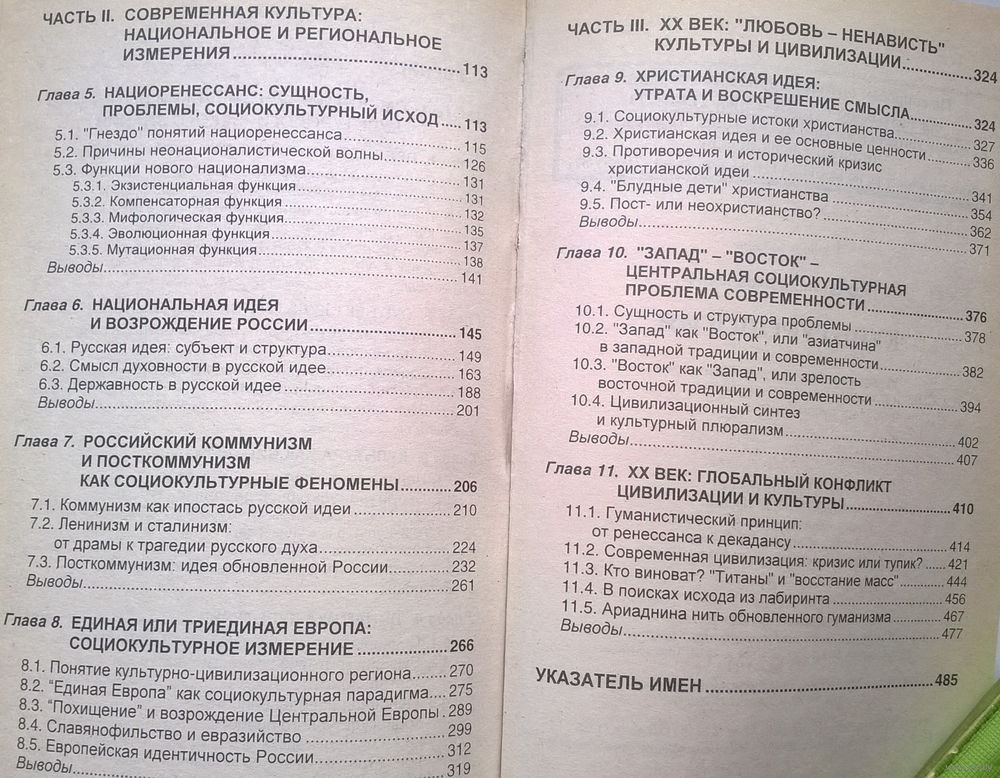 ЧАСТЬ II. СОВРЕМЕННАЯ КУЛЬТУРА:
НАЦИОНАЛЬНОЕ И РЕГИОНАЛЬНОЕ
ИЗМЕРЕНИЯ 113
Глава 5. НАЦИОРЕНЕССАНС: СУЩНОСТЬ,
ПРОБЛЕМЫ, СОЦИОКУЛЬТУРНЫЙ ИСХОД 113
5.1. "Гнездо" понятий нациоренессанса 115
5.2. Причины неонационалистической волны 126
5.3. Функции нового национализма 131
5.3.1. Экзистенциальная функция 131
5.3.2. Компенсаторная функция 132
5.3.3. Мифологическая функция 135
5.3.4. Эволюционная функция 137
5.3.5. Мутационная функция 138
Выводы 141
Глава 6. НАЦИОНАЛЬНАЯ ИДЕЯ
И ВОЗРОЖДЕНИЕ РОССИИ 145
6.1. Русская идея: субъект и структура 149
6.2. Смысл духовности в русской идее 163
6.3. Державность в русской идее 188
Выводы 201
Глава 7. РОССИЙСКИЙ КОММУНИЗМ
И ПОСТКОММУНИЗМ
КАК СОЦИОКУЛЬТУРНЫЕ ФЕНОМЕНЫ 206
7.1. Коммунизм как ипостась русской идеи 210
7.2. Ленинизм и сталинизм:
от драмы к трагедии русского духа 224
7.3. Посткоммунизм: идея обновленной России 232
Выводы 261
Глава 8. ЕДИНАЯ ИЛИ ТРИЕДИНАЯ ЕВРОПА:
СОЦИОКУЛЬТУРНОЕ ИЗМЕРЕНИЕ 266
8.1. Понятие культурно-цивилизационного региона 270
8.2. "Единая Европа" как социокультурная парадигма 275
8.3. "Похищение" и возрождение Центральной Европы 289
8.4. Славянофильство и евразийство 299
8.5. Европейская идентичность России 312
Выводы 319
ЧАСТЬ III. XX ВЕК: "ЛЮБОВЬ – НЕНАВИСТЬ"
КУЛЬТУРЫ И ЦИВИЛИЗАЦИИ 324
Глава 9. ХРИСТИАНСКАЯ ИДЕЯ:
УТРАТА И ВОСКРЕШЕНИЕ СМЫСЛА 324
9.1. Социокультурные истоки христианства 327
9.2. Христианская идея и ее основные ценности 336
9.3. Противоречия и исторический кризис
христианской идеи 341
9.4. "Блудные дети" христианства 354
9.5. Пост- или неохристианство? 362
Выводы 371
Глава 10. "ЗАПАД" – "ВОСТОК" –
ЦЕНТРАЛЬНАЯ СОЦИОКУЛЬТУРНАЯ
ПРОБЛЕМА СОВРЕМЕННОСТИ 376
10.1. Сущность и структура проблемы 378
10.2. "Запад" как "Восток", или "азиатчина"
в западной традиции и современности 382
10.3. "Восток" как "Запад", или зрелость
восточной традиции и современности 394
10.4. Цивилизационный синтез
и культурный плюрализм 402
Выводы 407
Глава 11. XX ВЕК: ГЛОБАЛЬНЫЙ КОНФЛИКТ
ЦИВИЛИЗАЦИИ И КУЛЬТУРЫ 410
11.1. Гуманистический принцип:
от ренессанса к декадансу 414
11.2. Современная цивилизация: кризис или тупик? 421
11.3. Кто виноват? "Титаны" и "восстание масс" 444
11.4. В поисках исхода из лабиринта 456
11.5. Ариаднина нить обновленного гуманизма 467
Выводы 477
УКАЗАТЕЛЬ ИМЕН 485